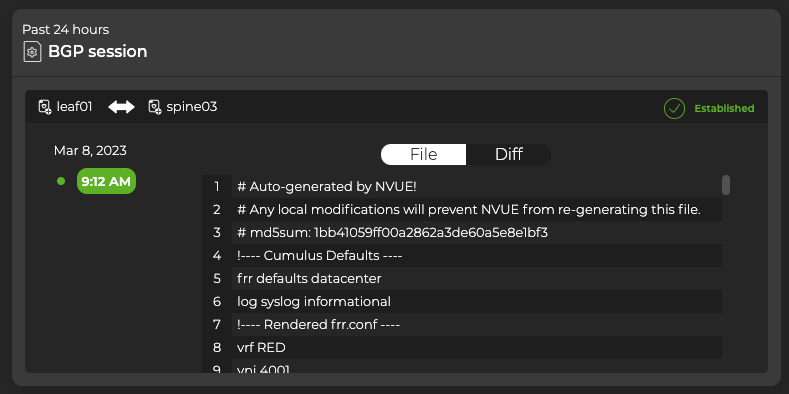 Past 24 hours
BGP session
leaf01 spine03 Established
Mar 8, 2023
File Diff
9:12 AM
1 # Auto-generated by NVUE!
2 # Any local modifications will prevent NVUE from re-generating this file.
3 # md5sum: 1bb41059ff00a2862a3de60a5e8e1bf3
4 !---- Cumulus Defaults ----
5 frr defaults datacenter
6 log syslog informational
7 !---- Rendered frr.conf ----
8 vrf RED
9 vni 4001